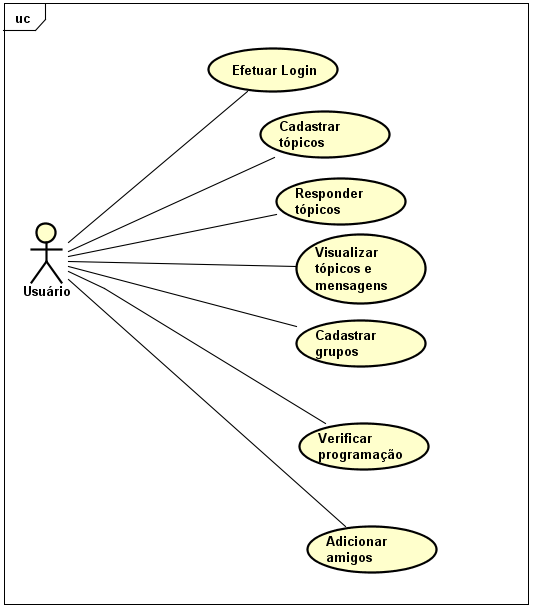 uc
Efetuar Login
Cadastrar
tópicos
Responder
tópicos
Visualizar
tópicos e
mensagens
Usuário
Cadastrar
grupos
Verificar
programação
Adicionar
amigos